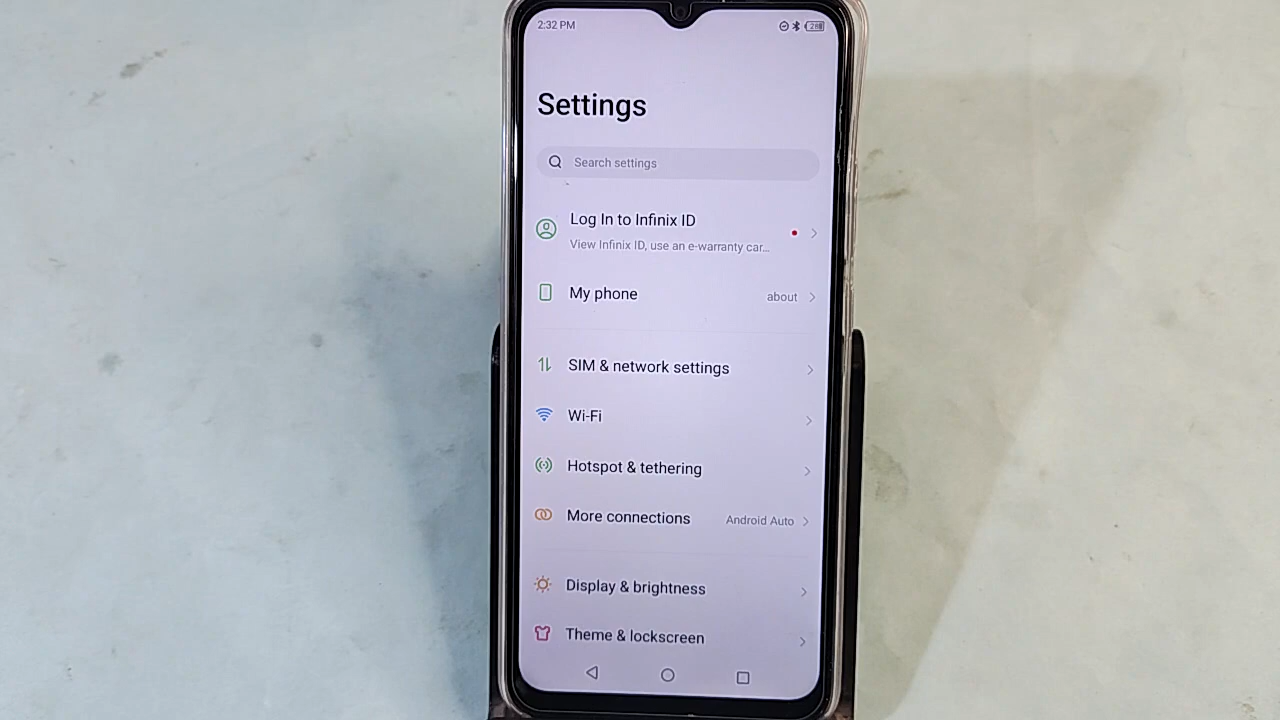 2:32 PM
Settings
Search settings
Log In to Infinix ID
View Infinix ID, use an e-warranty car...
My phone
about
SIM & network settings
Wi-Fi
Hotspot & tethering
More connections
Android Auto
Display & brightness
Theme & lockscreen